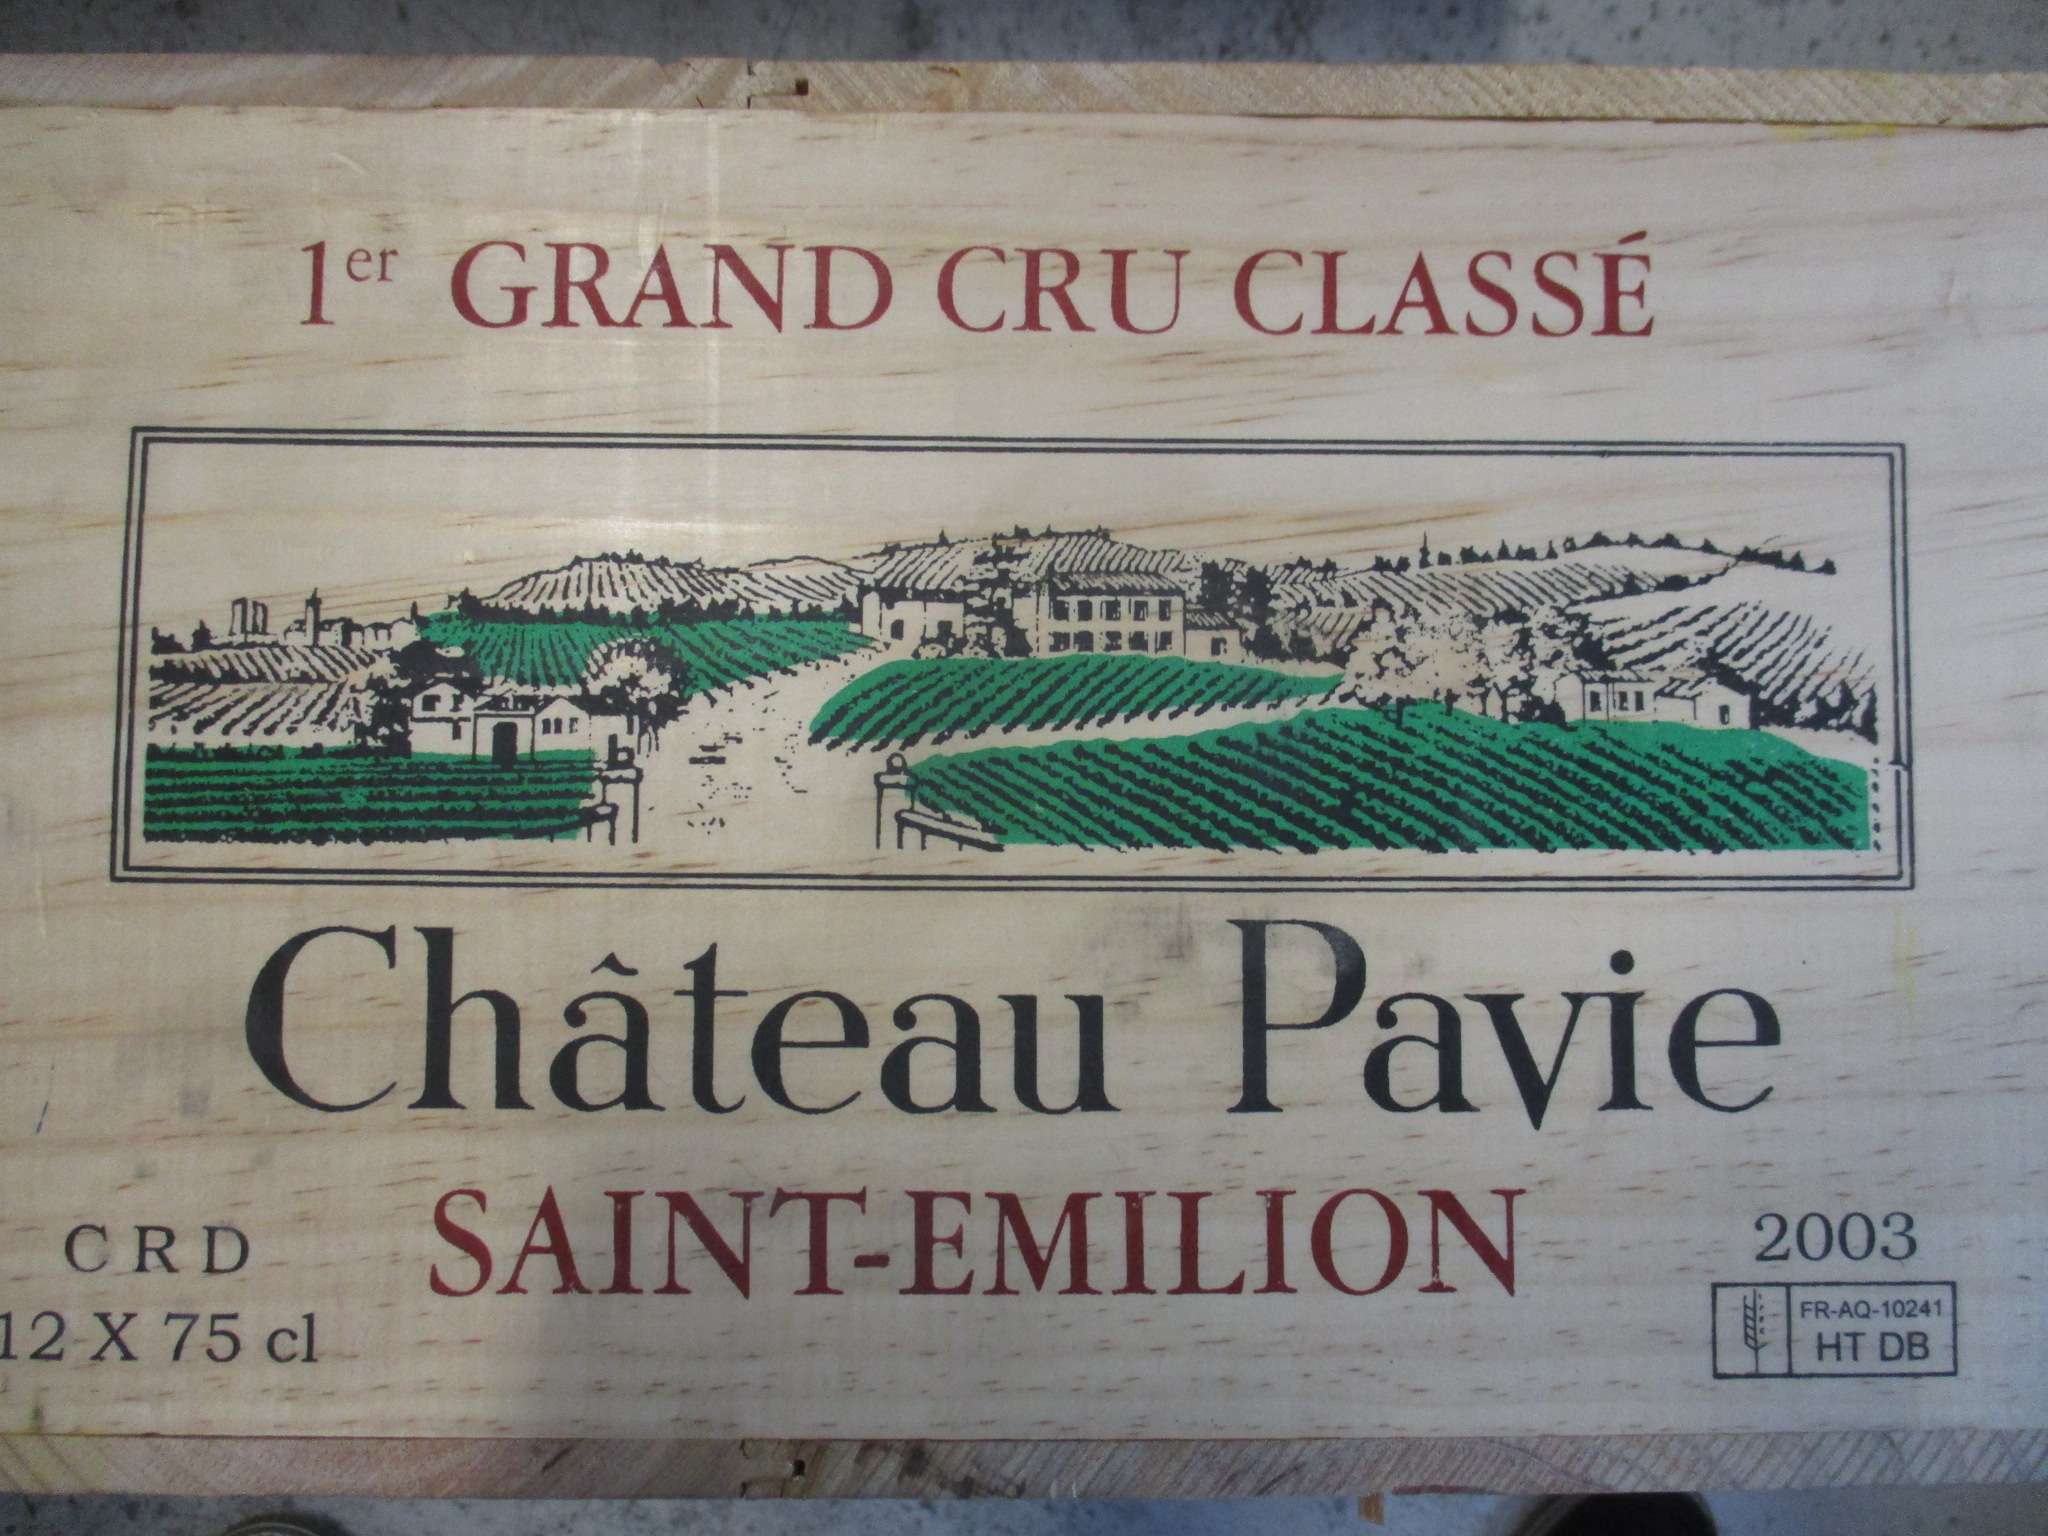 1er GRAND CRU CLASSÉ
Château Pavie
SAINT-EMILION
CRD
12 X 75 cl
2003
FR-AQ-10241
HT DB